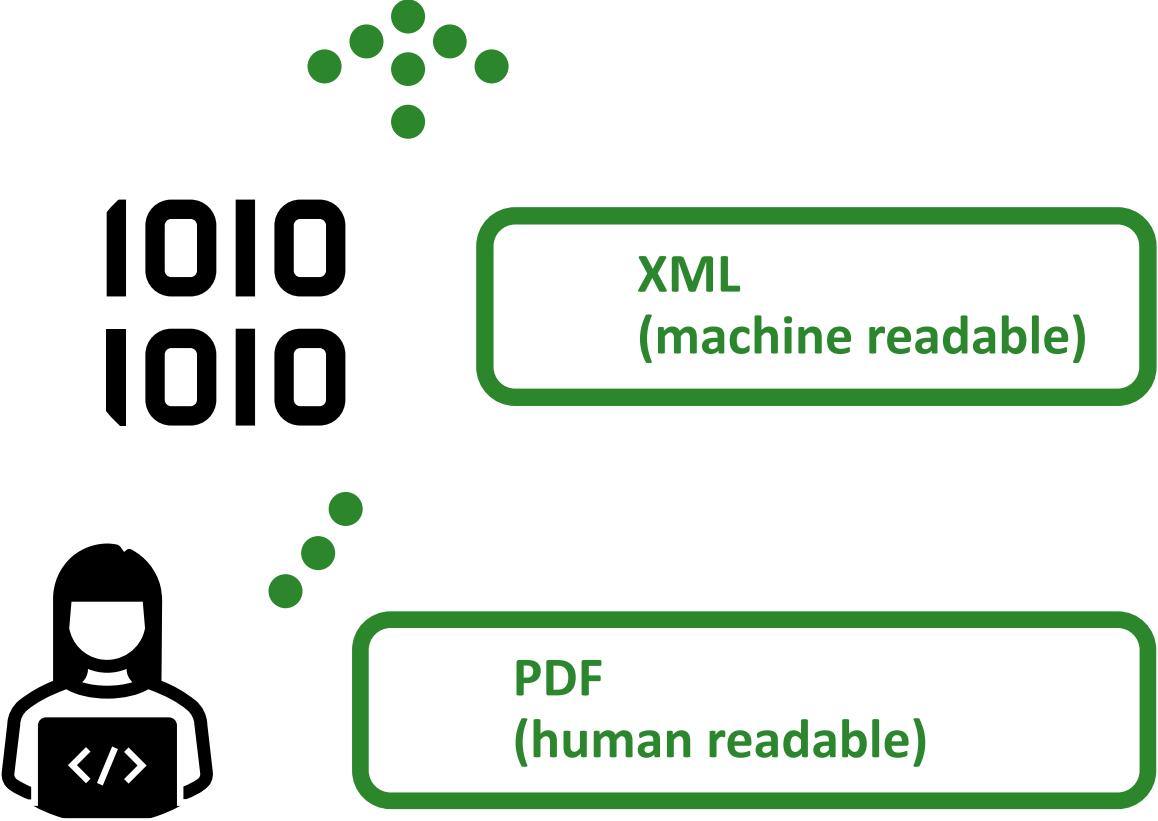 1010
1010
XML
(machine readable)
</>
PDF
(human readable)